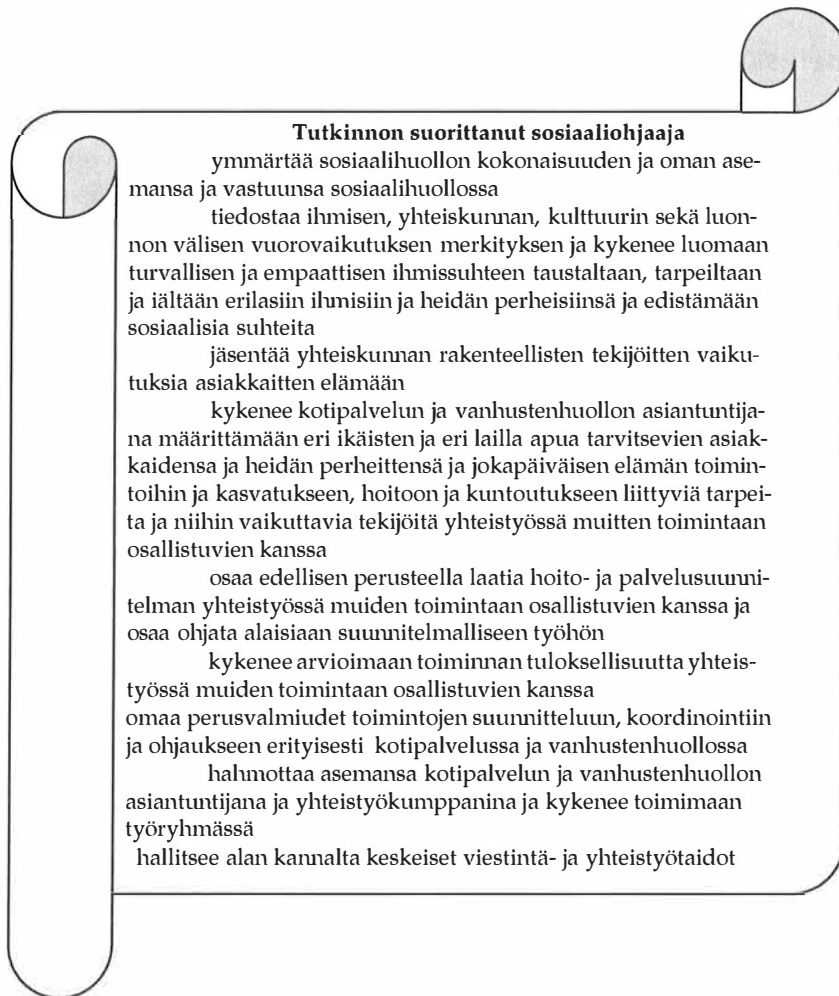 Tutkinnon suorittanut sosiaaliohjaaja
ymmärtää sosiaalihuollon kokonaisuuden ja oman ase-
mansa ja vastuunsa sosiaalihuollossa
tiedostaa ihmisen, yhteiskunnan, kulttuurin sekä luon-
non välisen vuorovaikutuksen merkityksen ja kykenee luomaan
turvallisen ja empaattisen ihmissuhteen taustaltaan, tarpeiltaan
ja iältään erilasiin ihmisiin ja heidän perheisiinsä ja edistämään
sosiaalisia suhteita
jäsentää yhteiskunnan rakenteellisten tekijöitten vaiku-
tuksia asiakkaitten elämään
kykenee kotipalvelun ja vanhustenhuollon asiantuntija-
na määrittämään eri ikäisten ja eri lailla apua tarvitsevien asiak-
kaidensa ja heidän perheittensä ja jokapäiväisen elämän toimin-
toihin ja kasvatukseen, hoitoon ja kuntoutukseen liittyviä tarpei-
ta ja niihin vaikuttavia tekijöitä yhteistyössä muitten toimintaan
osallistuvien kanssa
osaa edellisen perusteella laatia hoito- ja palvelusuunni-
telman yhteistyössä muiden toimintaan osallistuvien kanssa ja
osaa ohjata alaisiaan suunnitelmalliseen työhön
kykenee arvioimaan toiminnan tuloksellisuutta yhteis-
työssä muiden toimintaan osallistuvien kanssa
omaa perusvalmiudet toimintojen suunnitteluun, koordinointiin
ja ohjaukseen erityisesti kotipalvelussa ja vanhustenhuollossa
hahmottaa asemansa kotipalvelun ja vanhustenhuollon
asiantuntijana ja yhteistyökumppanina ja kykenee toimimaan
työryhmässä
hallitsee alan kannalta keskeiset viestintä- ja yhteistyötaidot